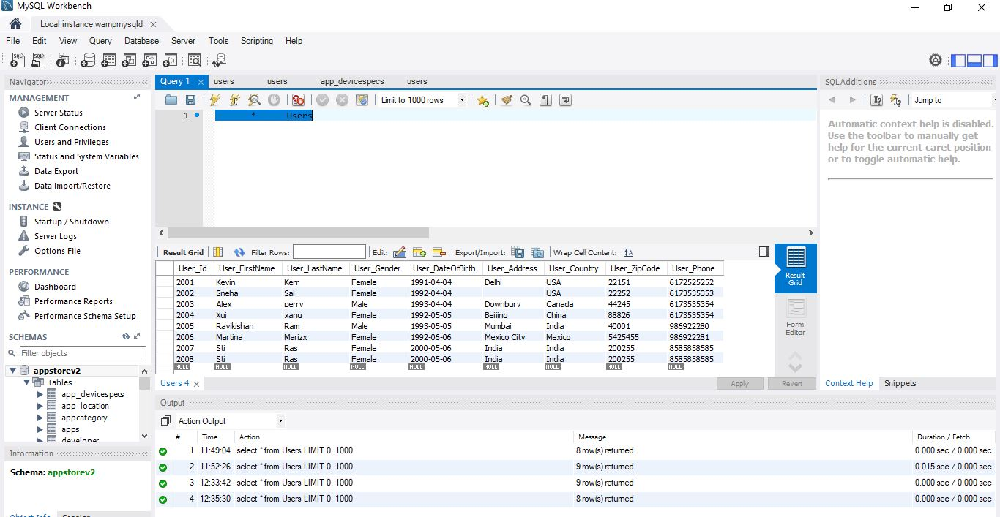 MySQL Workbench
Local instance wampmysqld
File Edit View Query Database Server Tools Scripting Help
Navigator
MANAGEMENT
Server Status
Client Connections
Users and Privileges
Status and System Variables
Data Export
Data Import/Restore
INSTANCE
Startup / Shutdown
Server Logs
Options File
PERFORMANCE
Dashboard
Performance Reports
Performance Schema Setup
SCHEMAS
Filter objects
appstorev2
Tables
app_devicespecs
app_location
appcategory
apps
developer
Information
Schema: appstorev2
Object Info Session
Query 1 users users app_devicespecs users
Limit to 1000 rows
1 * Users
Result Grid Filter Rows: Edit: Export/Import: Wrap Cell Content:
User_Id User_FirstName User_LastName User_Gender User_DateOfBirth User_Address User_Country User_ZipCode User_Phone
2001 Kevin Kerr Female 1991-04-04 Delhi USA 22151 6172525252
2002 Sneha Sai Female 1992-04-04 USA 22252 6173535353
2003 Alex perry Male 1993-04-04 Downbury Canada 44245 6173535354
2004 Xui xang Female 1992-05-05 Beijing China 88826 6173535354
2005 Ravikishan Ram Male 1993-05-05 Mumbai India 40001 986922280
2006 Martina Marizx Female 1992-06-06 Mexico City Mexico 5425455 986922281
2007 Sti Ras Female 2000-05-06 India India 200255 8585858585
2008 Sti Ras Female 2000-05-06 India India 200255 8585858585
NULL NULL NULL NULL NULL NULL NULL NULL NULL
Result Grid
Form Editor
Users 4
Apply Revert
SQLAdditions
Jump to
Automatic context help is disabled.
Use the toolbar to manually get
help for the current caret position
or to toggle automatic help.
Context Help Snippets
Output
Action Output
# Time Action Message Duration / Fetch
1 11:49:04 select * from Users LIMIT 0, 1000 8 row(s) returned 0.000 sec / 0.000 sec
2 11:52:26 select * from Users LIMIT 0, 1000 9 row(s) returned 0.015 sec / 0.000 sec
3 12:33:42 select * from Users LIMIT 0, 1000 9 row(s) returned 0.000 sec / 0.000 sec
4 12:35:30 select * from Users LIMIT 0, 1000 8 row(s) returned 0.000 sec / 0.000 sec